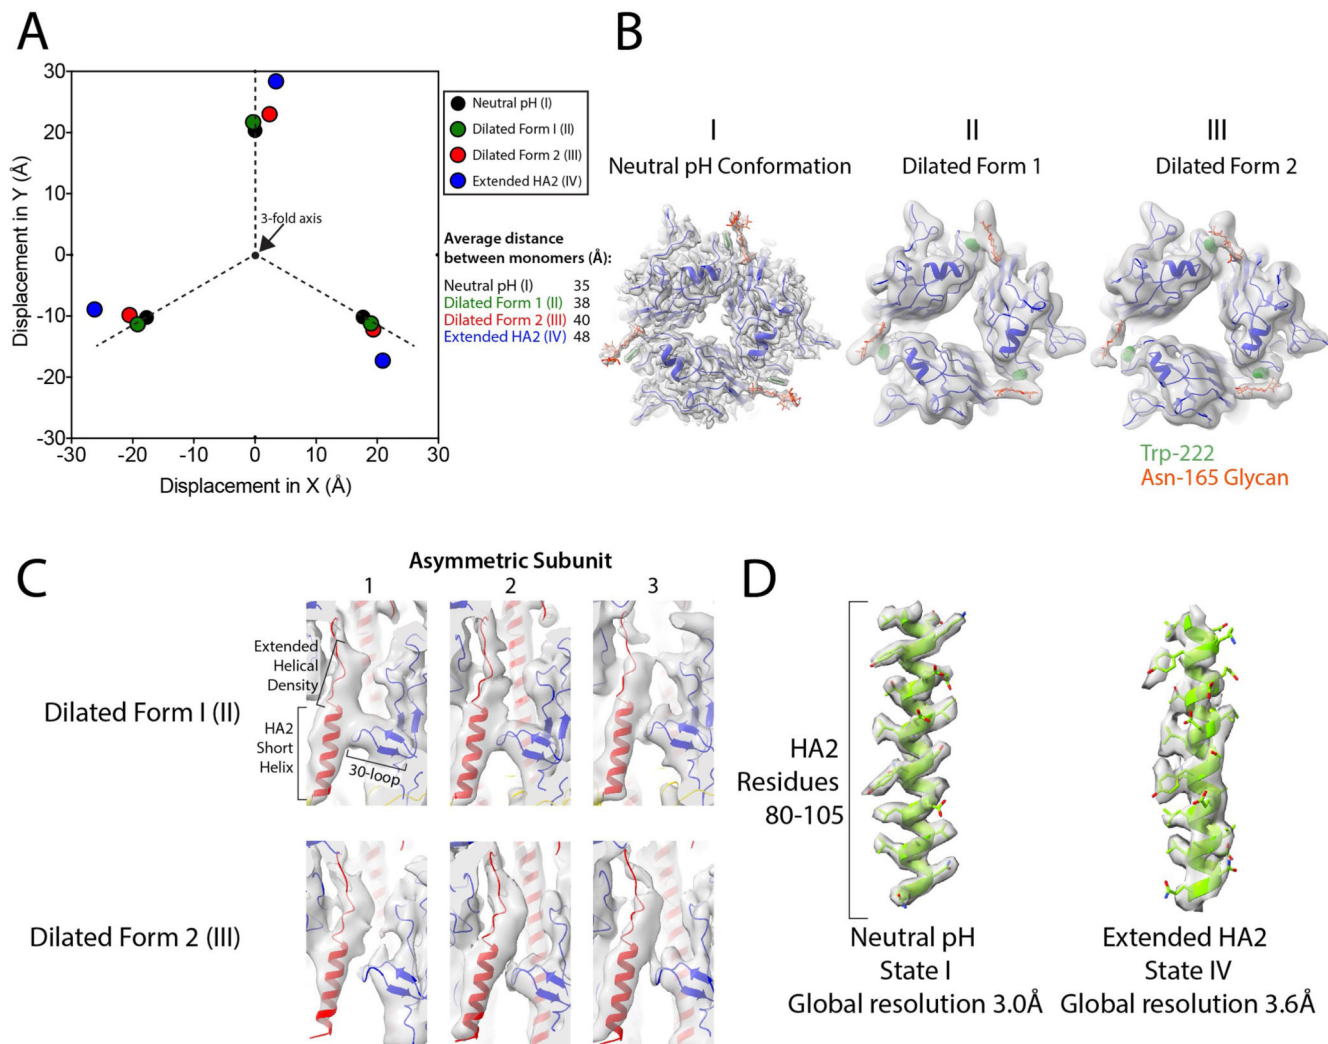 A
30
20
10
0
-10
-20
-30
-30
-20
-10
0
10
20
30
Displacement in Y (Å)
Displacement in X (Å)
3-fold axis
Neutral pH (I)
Dilated Form I (II)
Dilated Form 2 (III)
Extended HA2 (IV)
Average distance
between monomers (Å):
Neutral pH (I) 35
Dilated Form 1 (II) 38
Dilated Form 2 (III) 40
Extended HA2 (IV) 48
B
I
Neutral pH Conformation
II
Dilated Form 1
III
Dilated Form 2
Trp-222
Asn-165 Glycan
C
Asymmetric Subunit
1 2 3
Dilated Form I (II)
Extended
Helical
Density
HA2
Short
Helix
30-loop
Dilated Form 2 (III)
D
HA2
Residues
80-105
Neutral pH
State I
Global resolution 3.0Å
Extended HA2
State IV
Global resolution 3.6Å